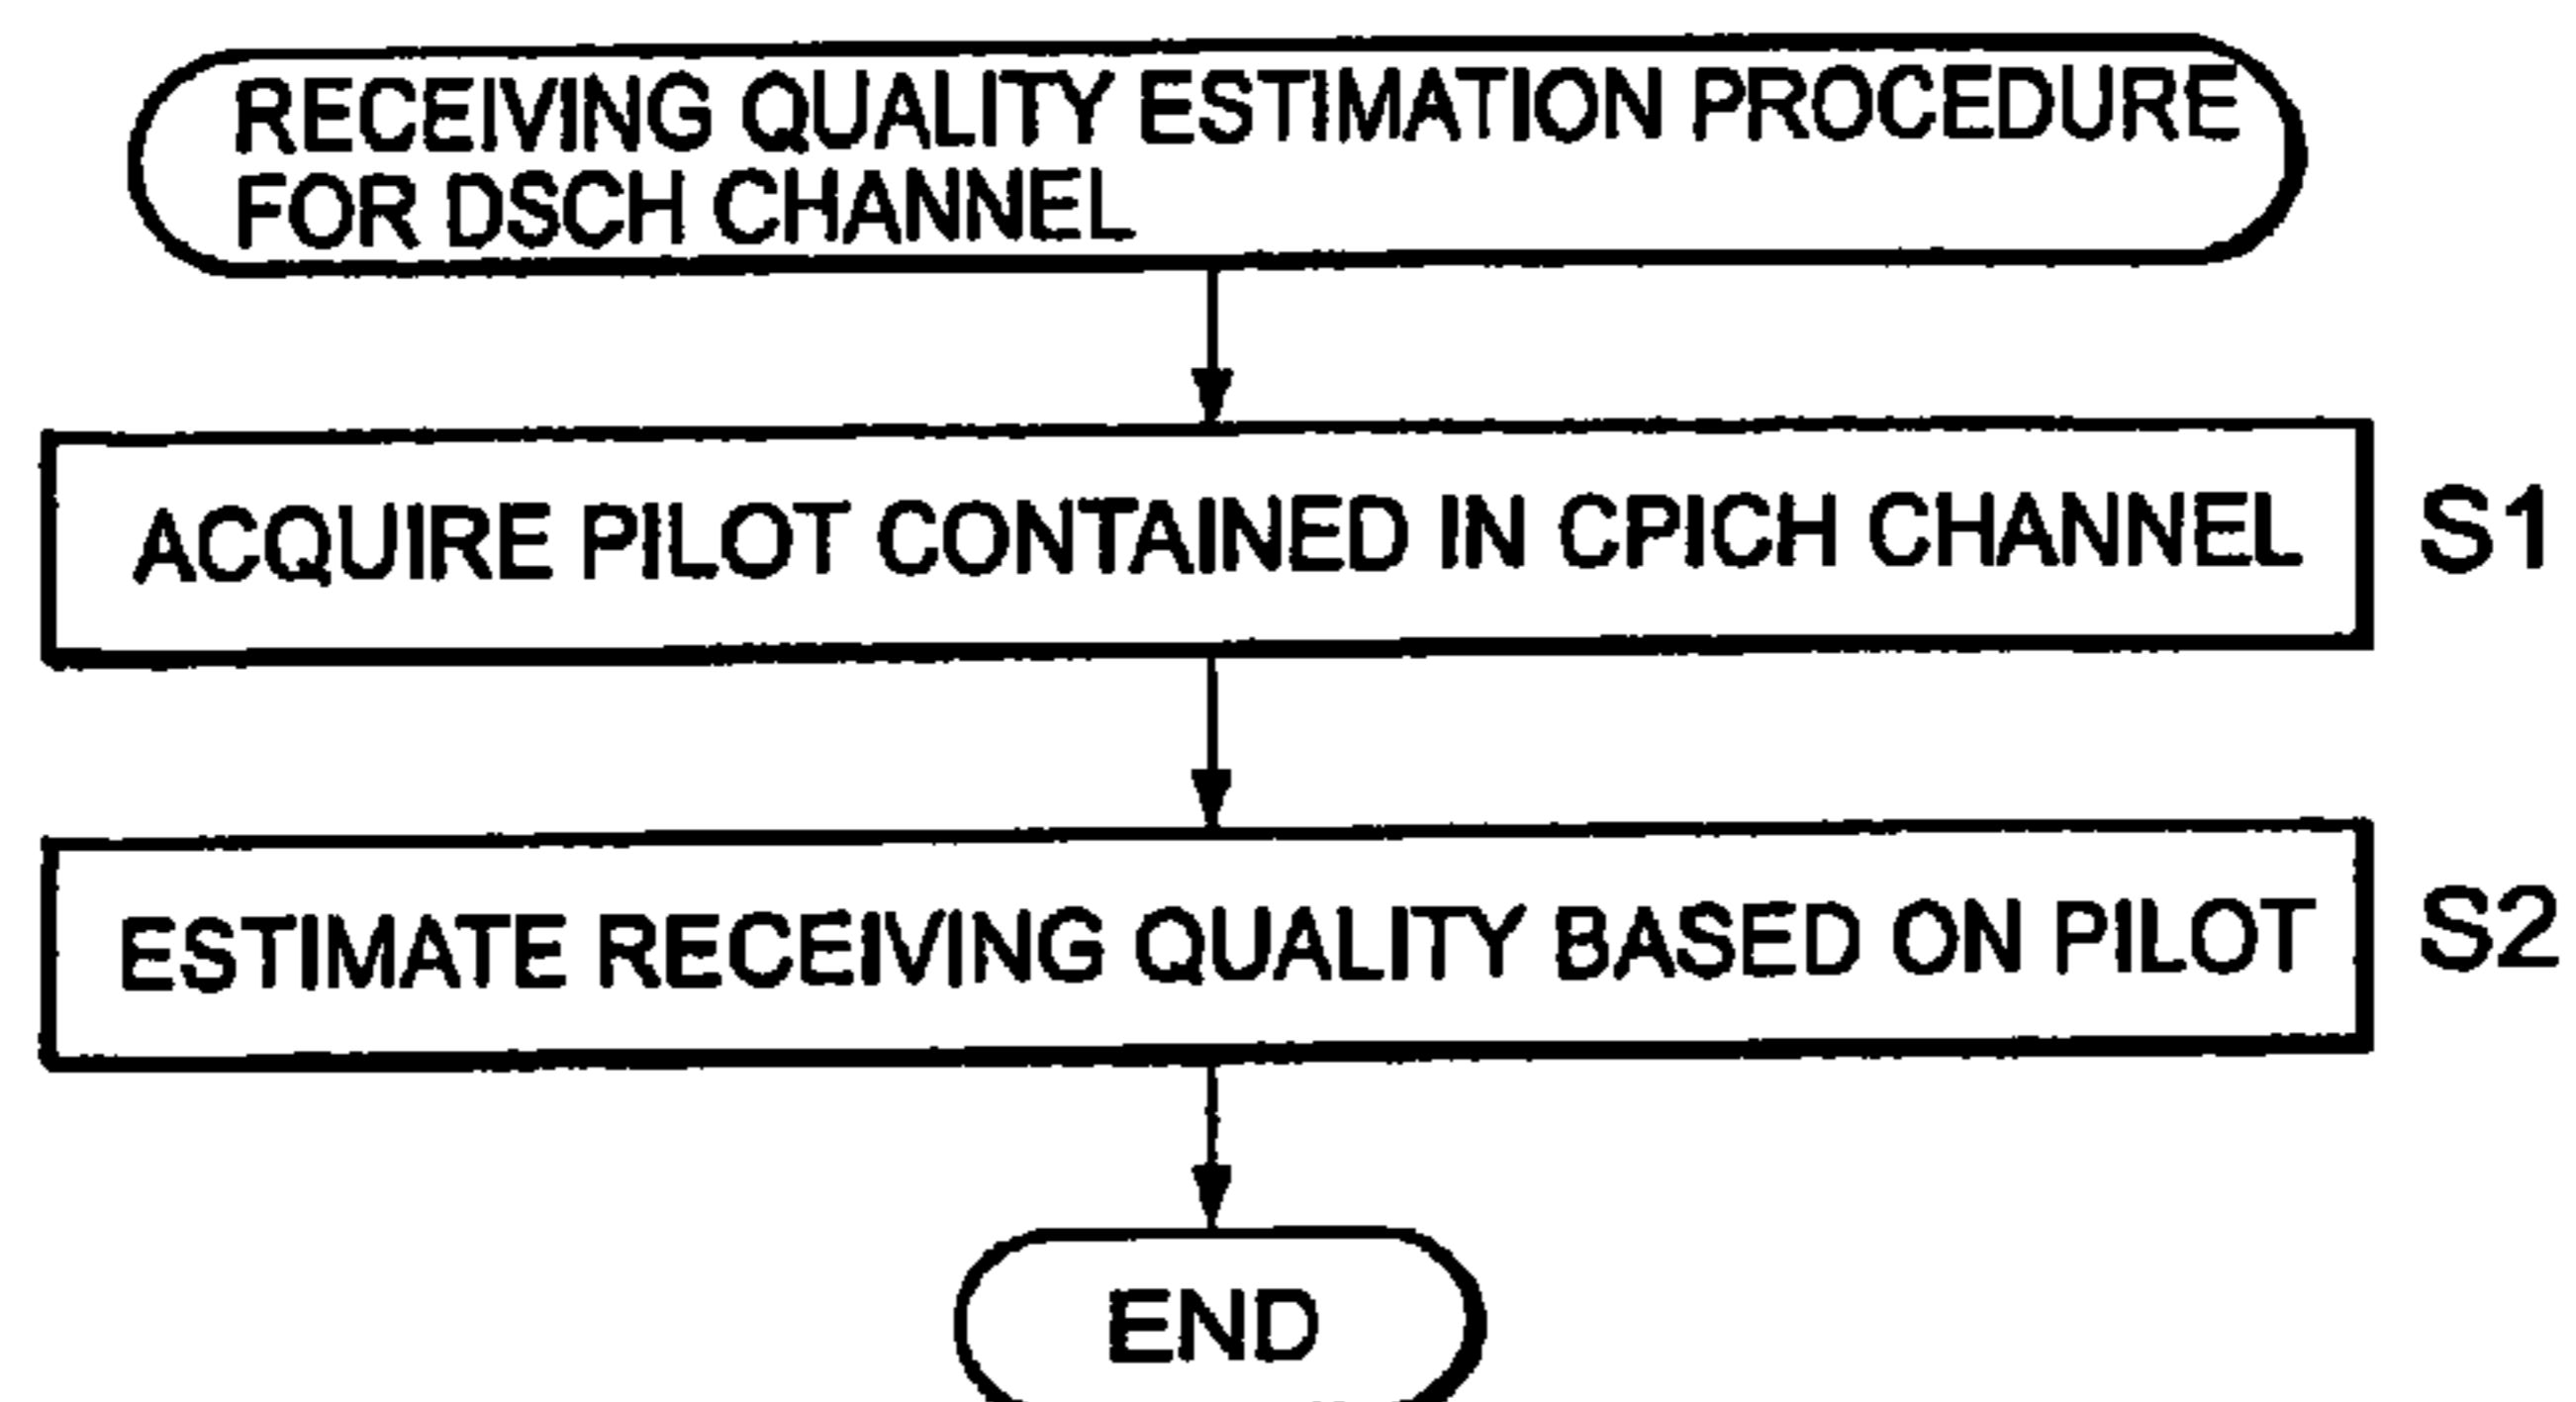 RECEIVING QUALITY ESTIMATION PROCEDURE
FOR DSCH CHANNEL
ACQUIRE PILOT CONTAINED IN CPICH CHANNEL
S1
ESTIMATE RECEIVING QUALITY BASED ON PILOT
S2
END